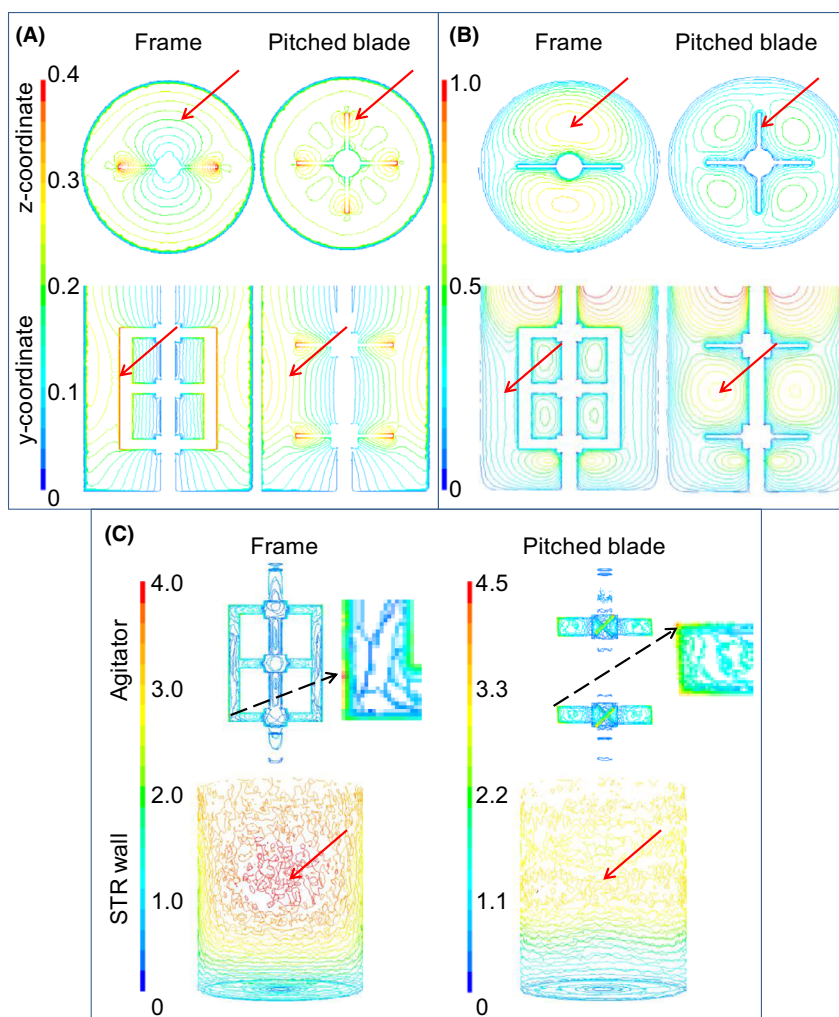 (A)
Frame
Pitched blade
0.4
z-coordinate
0.3
0.2
y-coordinate
0.1
0
(B)
Frame
Pitched blade
1.0
0.5
0
(C)
Frame
Pitched blade
4.0
Agitator
3.0
2.0
STR wall
1.0
0
4.5
3.3
2.2
1.1
0